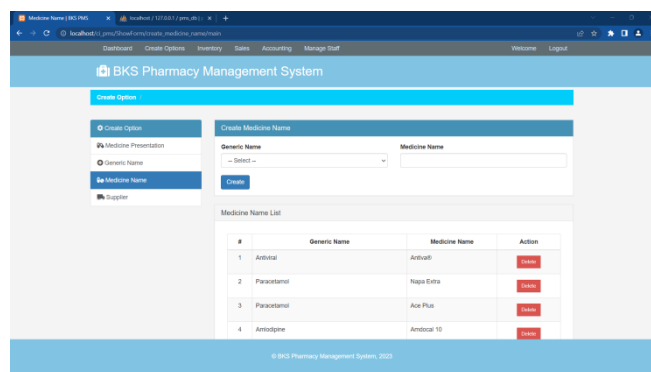 Medicine Name | BKS PMS
localhost / 127.0.0.1 / pms_db |
localhost/ci_pms/ShowForm/create_medicine_name/main
Dashboard Create Options Inventory Sales Accounting Manage Staff Welcome Logout
BKS Pharmacy Management System
Create Option
Create Option
Medicine Presentation
Generic Name
Medicine Name
Supplier
Create Medicine Name
Generic Name Medicine Name
-- Select --
Create
Medicine Name List
# Generic Name Medicine Name Action
1 Antiviral Antiva® Delete
2 Paracetamol Napa Extra Delete
3 Paracetamol Ace Plus Delete
4 Amlodipine Amdocal 10 Delete
© BKS Pharmacy Management System, 2023